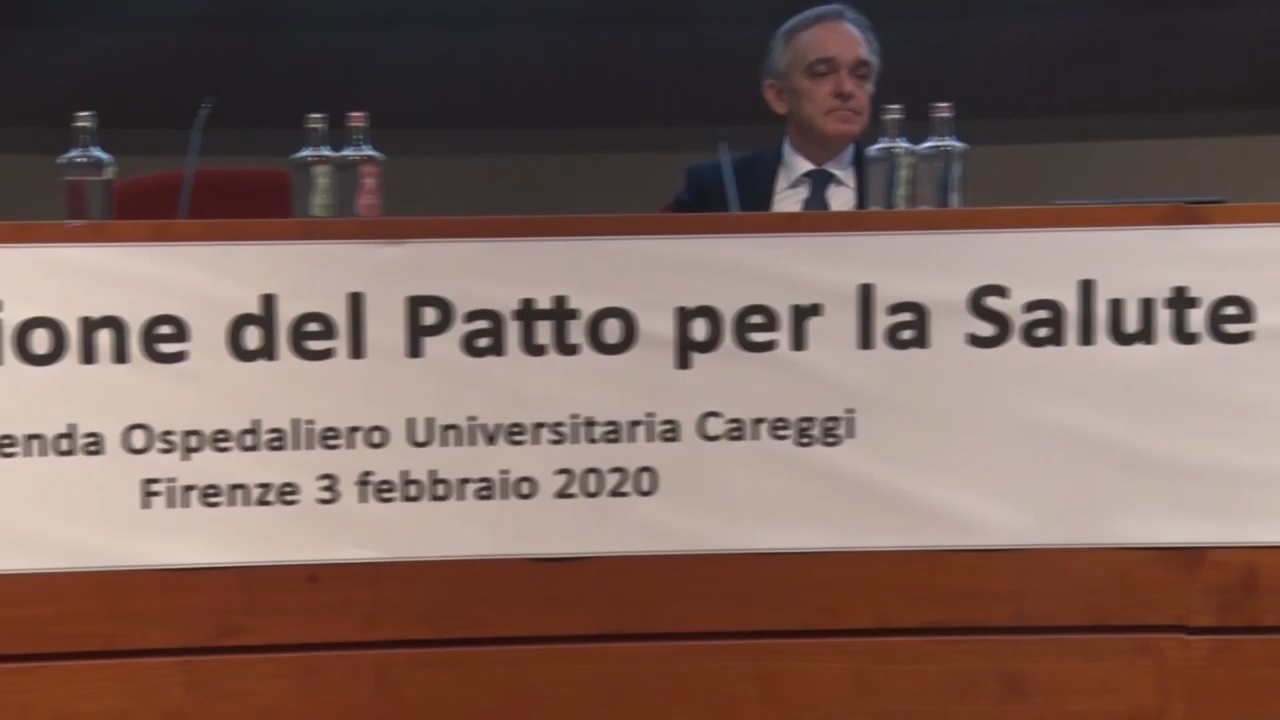 ione del Patto per la Salute
enda Ospedaliero Universitaria Careggi
Firenze 3 febbraio 2020